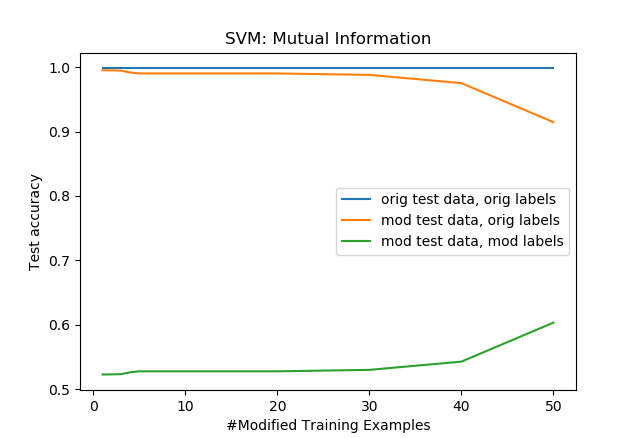 SVM: Mutual Information
1.0
0.9
0.8
0.7
0.6
0.5
Test accuracy
orig test data, orig labels
mod test data, orig labels
mod test data, mod labels
0 10 20 30 40 50
#Modified Training Examples